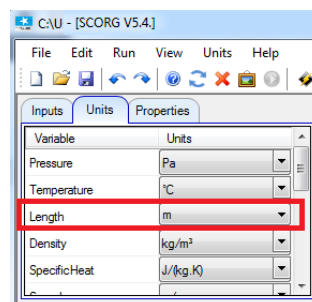 C:\U - [SCORG V5.4.]
File Edit Run View Units Help
Inputs Units Properties
Variable Units
Pressure Pa
Temperature °C
Length m
Density kg/m³
SpecificHeat J/(kg.K)